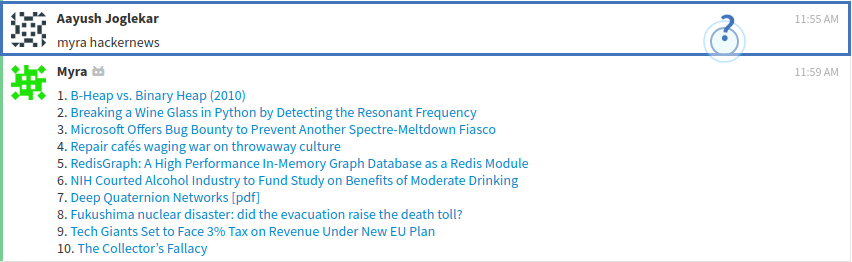 Aayush Joglekar
11:55 AM
?
myra hackernews
Myra
11:59 AM
1. B-Heap vs. Binary Heap (2010)
2. Breaking a Wine Glass in Python by Detecting the Resonant Frequency
3. Microsoft Offers Bug Bounty to Prevent Another Spectre-Meltdown Fiasco
4. Repair cafés waging war on throwaway culture
5. RedisGraph: A High Performance In-Memory Graph Database as a Redis Module
6. NIH Courted Alcohol Industry to Fund Study on Benefits of Moderate Drinking
7. Deep Quaternion Networks [pdf]
8. Fukushima nuclear disaster: did the evacuation raise the death toll?
9. Tech Giants Set to Face 3% Tax on Revenue Under New EU Plan
10. The Collector's Fallacy